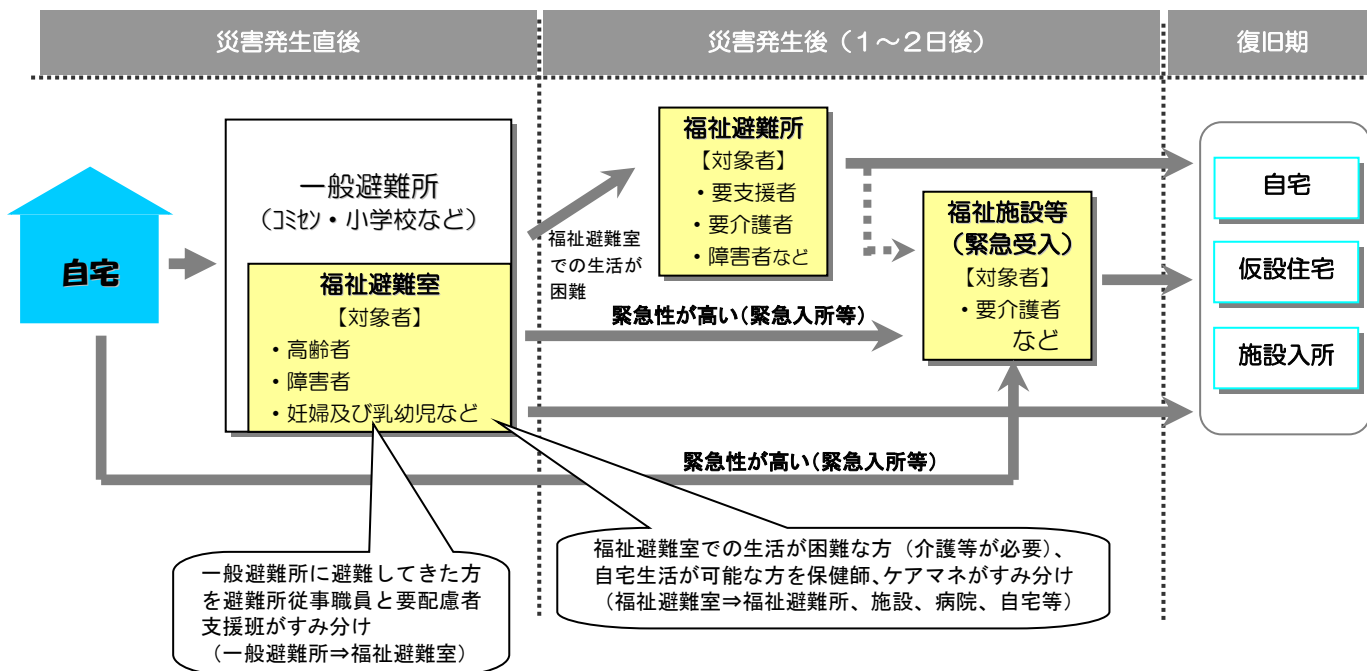 災害発生直後
災害発生後（１～２日後）
復旧期
自宅
一般避難所
（ｺﾐｾﾝ・小学校など）
福祉避難室
【対象者】
・高齢者
・障害者
・妊婦及び乳幼児など
福祉避難室
での生活が
困難
福祉避難所
【対象者】
・要支援者
・要介護者
・障害者など
緊急性が高い（緊急入所等）
福祉施設等
（緊急受入）
【対象者】
・要介護者
など
緊急性が高い（緊急入所等）
自宅
仮設住宅
施設入所
一般避難所に避難してきた方
を避難所従事職員と要配慮者
支援班がすみ分け
（一般避難所⇒福祉避難室）
福祉避難室での生活が困難な方（介護等が必要）、
自宅生活が可能な方を保健師、ケアマネがすみ分け
（福祉避難室⇒福祉避難所、施設、病院、自宅等）